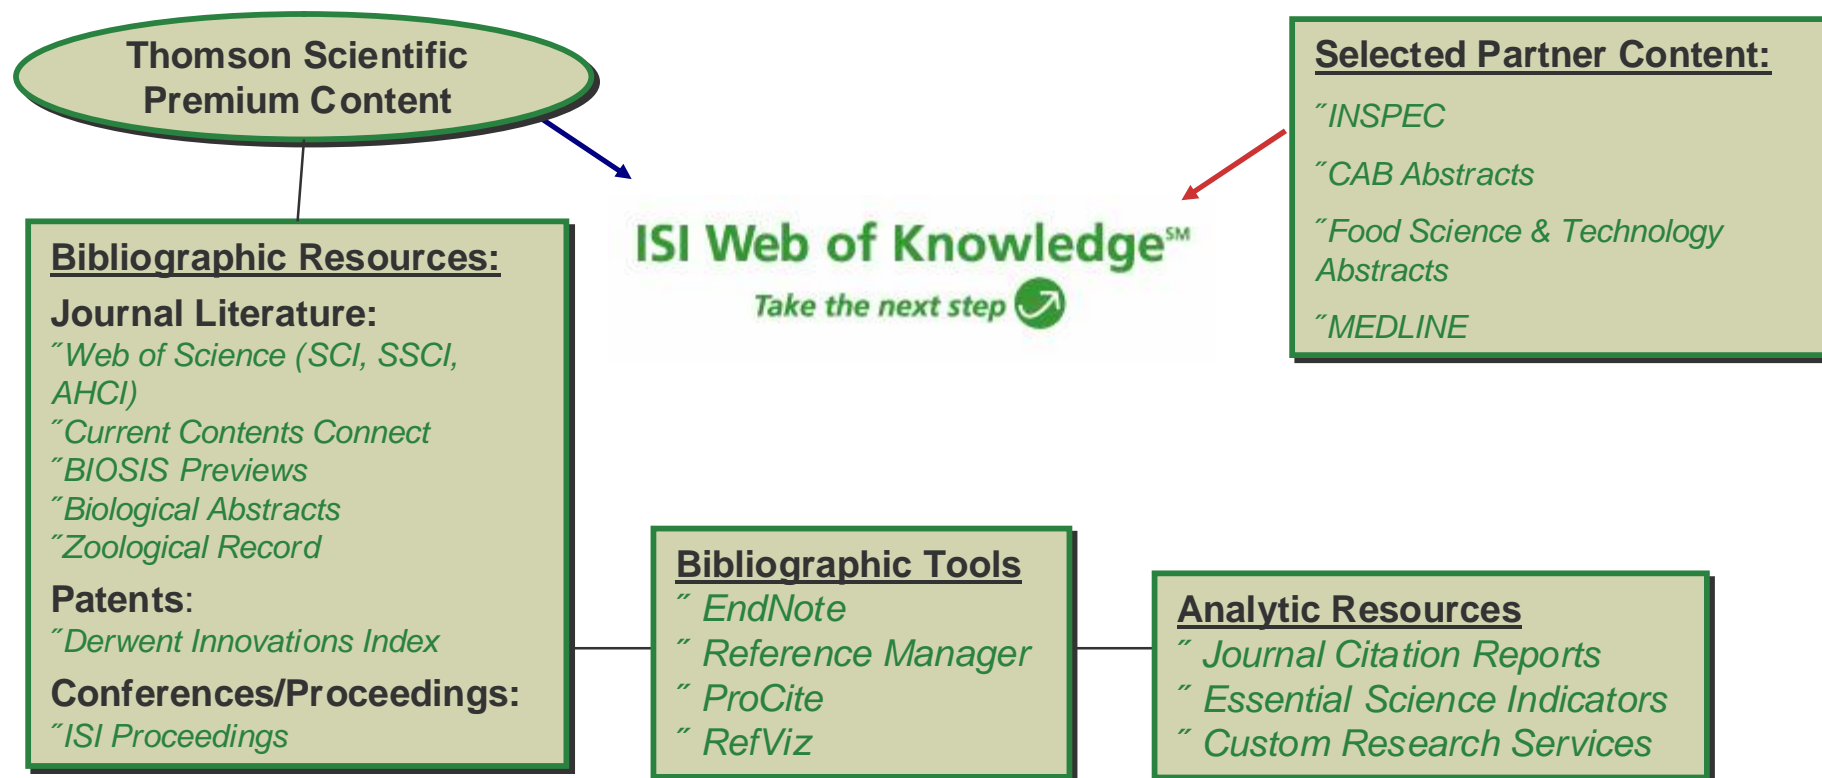 Thomson Scientific
Premium Content
Selected Partner Content:
˝INSPEC
˝CAB Abstracts
˝Food Science & Technology
Abstracts
˝MEDLINE
ISI Web of Knowledge℠
Take the next step
Bibliographic Resources:
Journal Literature:
˝Web of Science (SCI, SSCI,
AHCI)
˝Current Contents Connect
˝BIOSIS Previews
˝Biological Abstracts
˝Zoological Record
Patents:
˝Derwent Innovations Index
Conferences/Proceedings:
˝ISI Proceedings
Bibliographic Tools
˝ EndNote
˝ Reference Manager
˝ ProCite
˝ RefViz
Analytic Resources
˝ Journal Citation Reports
˝ Essential Science Indicators
˝ Custom Research Services